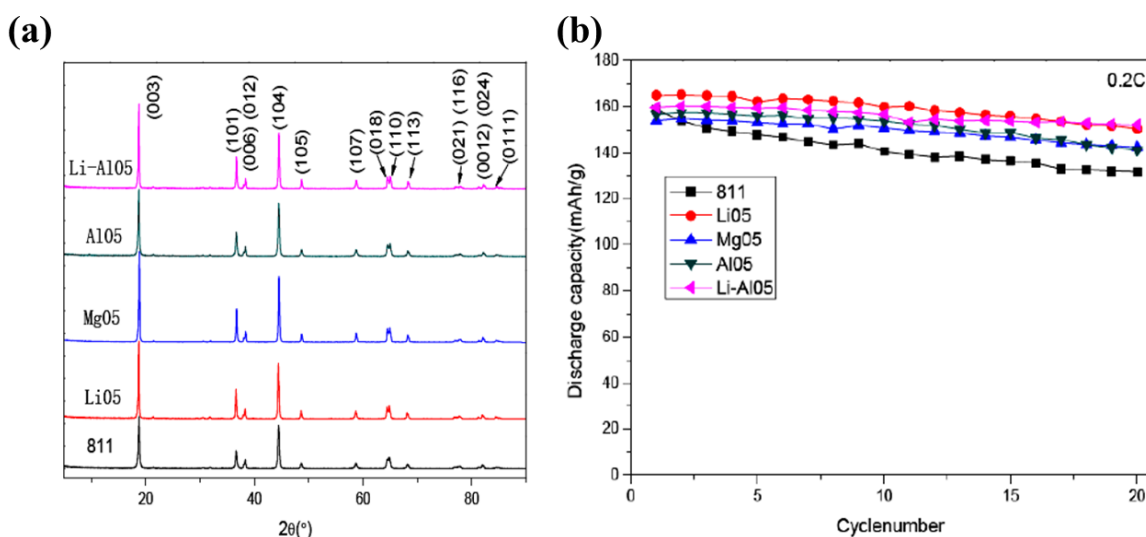 (a)
(003)
(101)
(006) (012)
(104)
(105)
(107)
(018)
(110)
(113)
(021) (116)
(0012) (024)
(0111)
Li-Al05
Al05
Mg05
Li05
811
20 40 60 80
2θ(°)
(b)
0.2C
180
160
140
120
100
80
60
40
20
0
Discharge capacity(mAh/g)
811
Li05
Mg05
Al05
Li-Al05
0 5 10 15 20
Cyclenumber